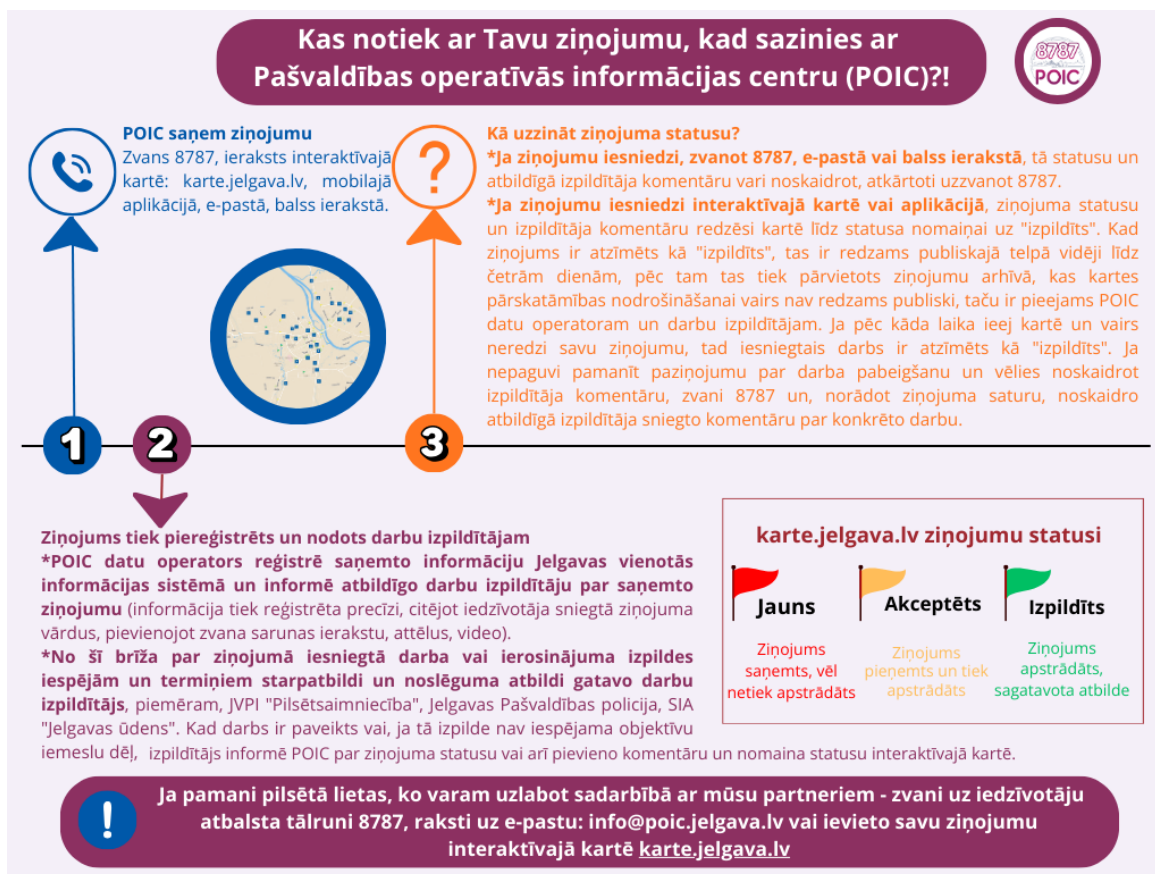 Kas notiek ar Tavu ziņojumu, kad sazinies ar
Pašvaldības operatīvās informācijas centru (POIC)?!
8787
POIC
POIC saņem ziņojumu
Zvans 8787, ieraksts interaktīvajā
kartē: karte.jelgava.lv, mobilajā
aplikācijā, e-pastā, balss ierakstā.
?
Kā uzzināt ziņojuma statusu?
*Ja ziņojumu iesniedzi, zvanot 8787, e-pastā vai balss ierakstā, tā statusu un
atbildīgā izpildītāja komentāru vari noskaidrot, atkārtoti uzzvanot 8787.
*Ja ziņojumu iesniedzi interaktīvajā kartē vai aplikācijā, ziņojuma statusu
un izpildītāja komentāru redzēsi kartē līdz statusa nomaiņai uz "izpildīts". Kad
ziņojums ir atzīmēts kā "izpildīts", tas ir redzams publiskajā telpā vidēji līdz
četrām dienām, pēc tam tas tiek pārvietots ziņojumu arhīvā, kas kartes
pārskatāmības nodrošināšanai vairs nav redzams publiski, taču ir pieejams POIC
datu operatoram un darbu izpildītājam. Ja pēc kāda laika ieej kartē un vairs
neredzi savu ziņojumu, tad iesniegtais darbs ir atzīmēts kā "izpildīts". Ja
nepaguvi pamanīt paziņojumu par darba pabeigšanu un vēlies noskaidrot
izpildītāja komentāru, zvani 8787 un, norādot ziņojuma saturu, noskaidro
atbildīgā izpildītāja sniegto komentāru par konkrēto darbu.
1
2
3
Ziņojums tiek piereģistrēts un nodots darbu izpildītājam
*POIC datu operators reģistrē saņemto informāciju Jelgavas vienotās
informācijas sistēmā un informē atbildīgo darbu izpildītāju par saņemto
ziņojumu (informācija tiek reģistrēta precīzi, citējot iedzīvotāja sniegtā ziņojuma
vārdus, pievienojot zvana sarunas ierakstu, attēlus, video).
*No šī brīža par ziņojumā iesniegtā darba vai ierosinājuma izpildes
iespējām un termiņiem starpatbildi un noslēguma atbildi gatavo darbu
izpildītājs, piemēram, JVPI "Pilsētsaimniecība", Jelgavas Pašvaldības policija, SIA
"Jelgavas ūdens". Kad darbs ir paveikts vai, ja tā izpilde nav iespējama objektīvu
iemeslu dēļ, izpildītājs informē POIC par ziņojuma statusu vai arī pievieno komentāru un nomaina statusu interaktīvajā kartē.
karte.jelgava.lv ziņojumu statusi
Jauns
Akceptēts
Izpildīts
Ziņojums
saņemts, vēl
netiek apstrādāts
Ziņojums
pieņemts un tiek
apstrādāts
Ziņojums
apstrādāts,
sagatavota atbilde
!
Ja pamani pilsētā lietas, ko varam uzlabot sadarbībā ar mūsu partneriem - zvani uz iedzīvotāju
atbalsta tālruni 8787, raksti uz e-pastu: info@poic.jelgava.lv vai ievieto savu ziņojumu
interaktīvajā kartē karte.jelgava.lv